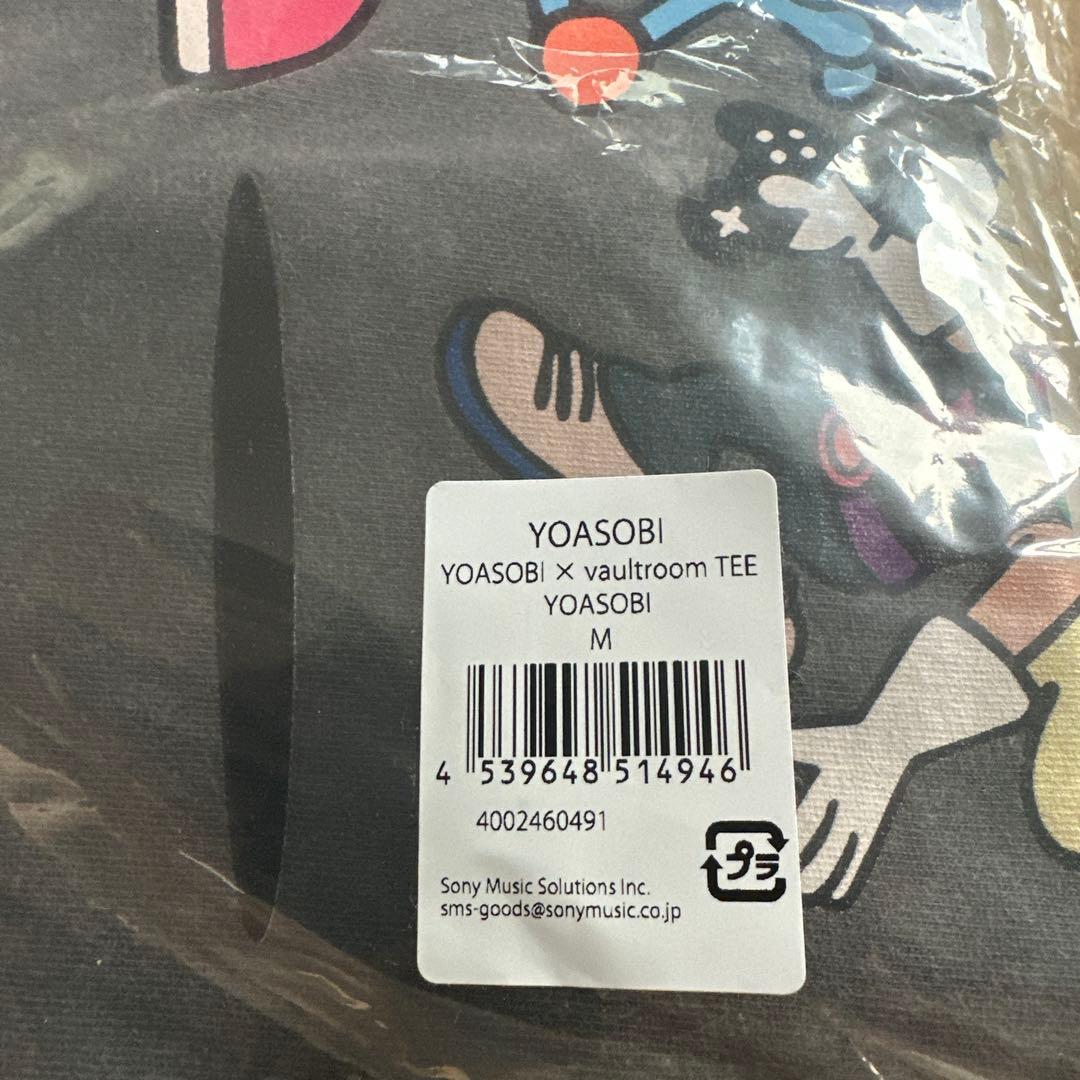 YOASOBI
YOASOBI × vaultroom TEE
YOASOBI
M
4 539648 514946
4002460491
プラ
Sony Music Solutions Inc.
sms-goods@sonymusic.co.jp